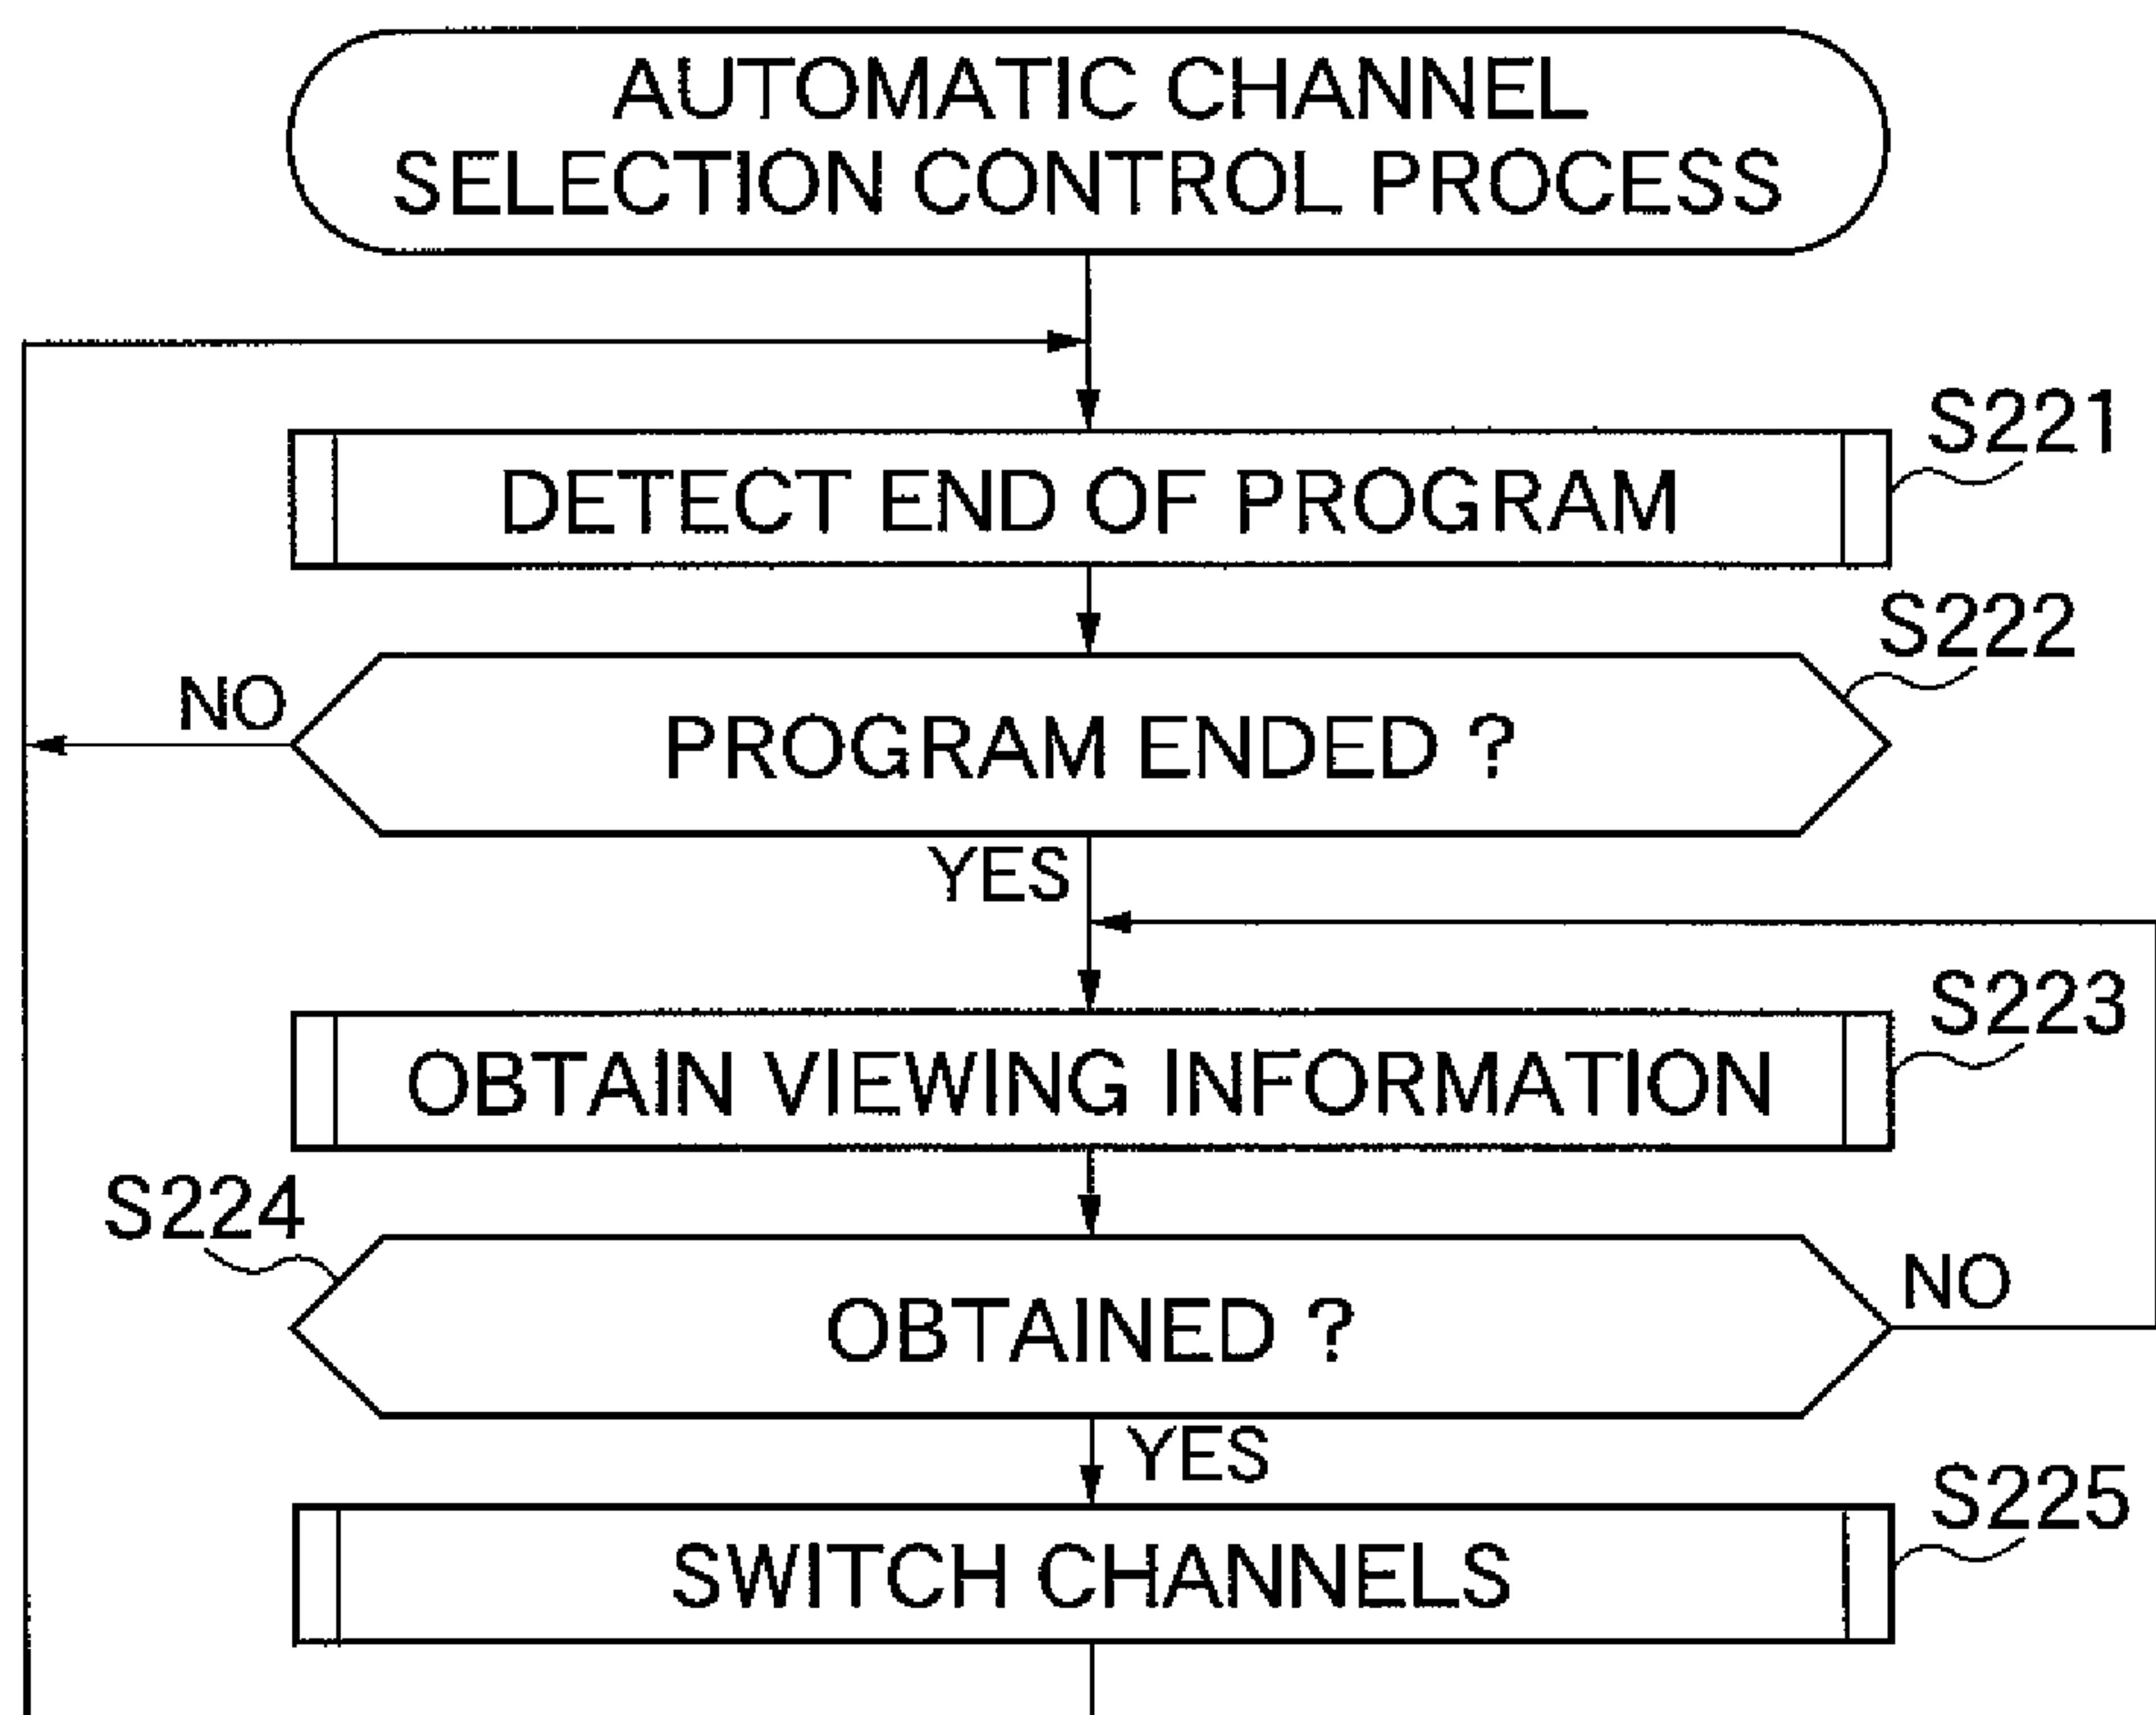 AUTOMATIC CHANNEL
SELECTION CONTROL PROCESS
S221
DETECT END OF PROGRAM
S222
NO
PROGRAM ENDED ?
YES
S223
OBTAIN VIEWING INFORMATION
S224
NO
OBTAINED ?
YES
S225
SWITCH CHANNELS